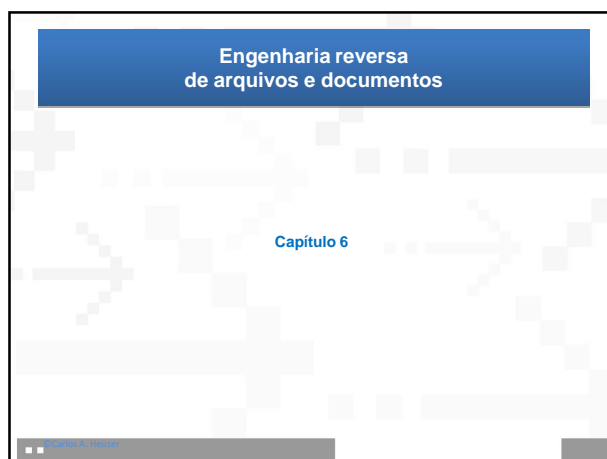 Engenharia reversa
de arquivos e documentos
Capítulo 6
©Carlos A. Heuser